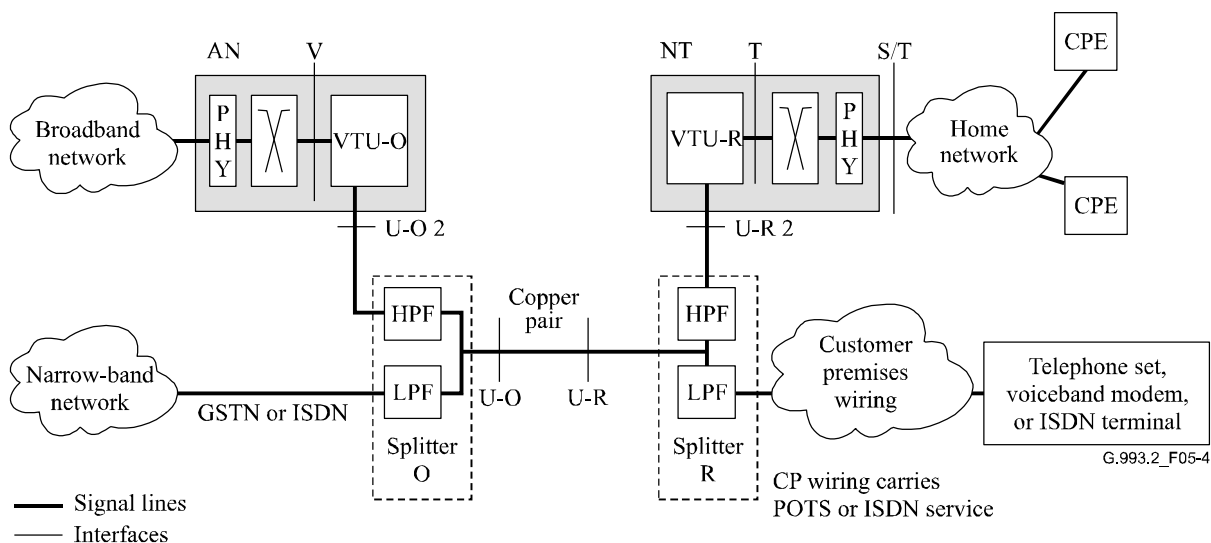 AN
V
NT
T
S/T
CPE
Broadband
network
P
H
Y
VTU-O
VTU-R
P
H
Y
Home
network
CPE
U-O 2
U-R 2
HPF
Copper
pair
HPF
Customer
premises
wiring
Narrow-band
network
GSTN or ISDN
LPF
U-O
U-R
LPF
Telephone set,
voiceband modem,
or ISDN terminal
G.993.2_F05-4
Splitter
O
Splitter
R
CP wiring carries
POTS or ISDN service
Signal lines
Interfaces